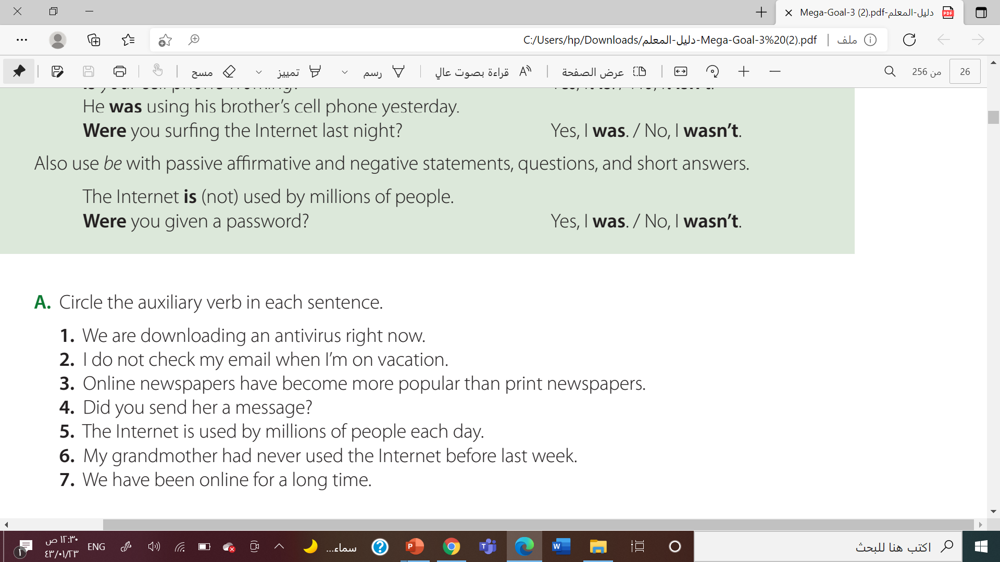 دليل-المعلم-Mega-Goal-3 (2).pdf
ملف
C:/Users/hp/Downloads/دليل-المعلم-Mega-Goal-3%20(2).pdf
26
من 256
عرض الصفحة
قراءة بصوت عالٍ
رسم
تمييز
مسح
He was using his brother’s cell phone yesterday.
Were you surfing the Internet last night? Yes, I was. / No, I wasn’t.
Also use be with passive affirmative and negative statements, questions, and short answers.
The Internet is (not) used by millions of people.
Were you given a password? Yes, I was. / No, I wasn’t.
A. Circle the auxiliary verb in each sentence.
1. We are downloading an antivirus right now.
2. I do not check my email when I’m on vacation.
3. Online newspapers have become more popular than print newspapers.
4. Did you send her a message?
5. The Internet is used by millions of people each day.
6. My grandmother had never used the Internet before last week.
7. We have been online for a long time.
اكتب هنا للبحث
سماء...
ENG
١٢:٣٠ ص
٤٣/٠١/٢٣
١